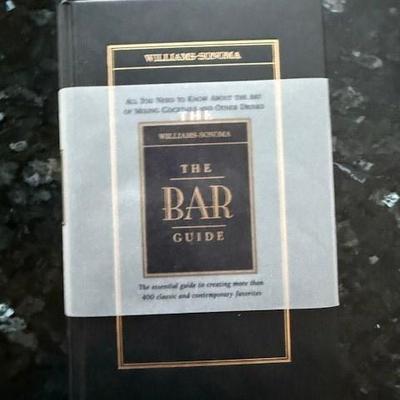 WILLIAMS-SONOMA
ALL YOU NEED TO KNOW ABOUT THE ART
OF MIXING COCKTAILS AND OTHER DRINKS
THE
WILLIAMS-SONOMA
THE
BAR
GUIDE
The essential guide to creating more than
400 classic and contemporary favorites